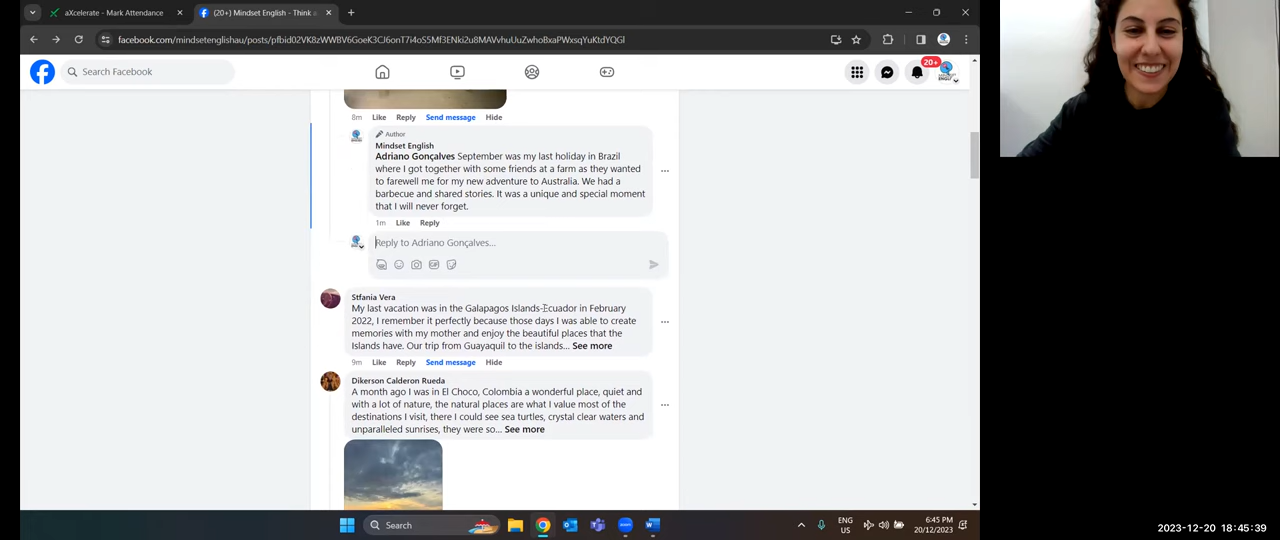 aXcelerate - Mark Attendance
(20+) Mindset English - Think a
facebook.com/mindsetenglishau/posts/
Search Facebook
20+
8m Like Reply Send message Hide
Author
Mindset English
Adriano Gonçalves September was my last holiday in Brazil
where I got together with some friends at a farm as they wanted
to farewell me for my new adventure to Australia. We had a
barbecue and shared stories. It was a unique and special moment
that I will never forget.
1m Like Reply
Reply to Adriano Gonçalves...
Stfania Vera
My last vacation was in the Galapagos Islands-Ecuador in February
2022, I remember it perfectly because those days I was able to create
memories with my mother and enjoy the beautiful places that the
Islands have. Our trip from Guayaquil to the islands... See more
9m Like Reply Send message Hide
Dikerson Calderon Rueda
A month ago I was in El Choco, Colombia a wonderful place, quiet and
with a lot of nature, the natural places are what I value most of the
destinations I visit, there I could see sea turtles, crystal clear waters and
unparalleled sunrises, they were so... See more
Search
ENG
US
6:45 PM
20/12/2023
2023-12-20 18:45:39